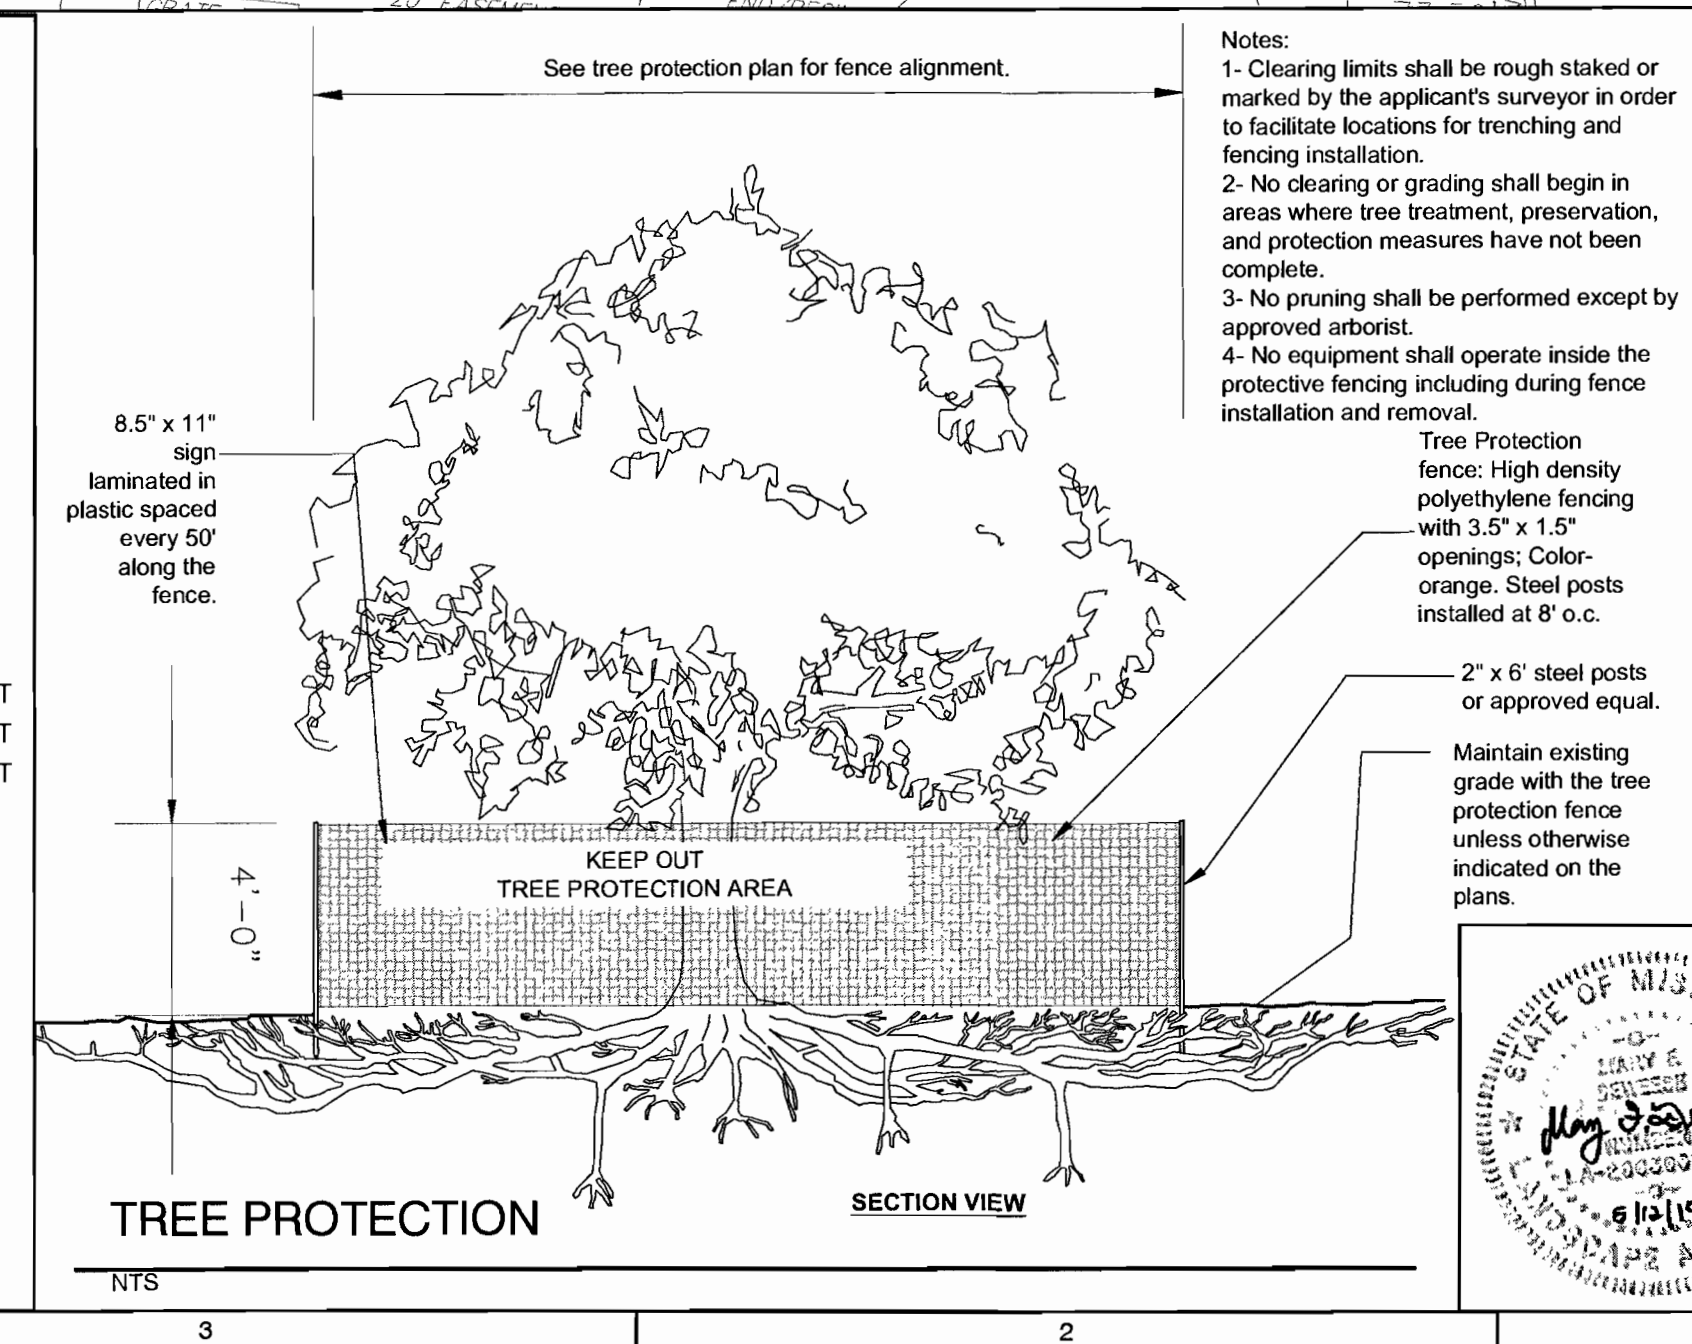 See tree protection plan for fence alignment.
Notes:
1- Clearing limits shall be rough staked or
marked by the applicant's surveyor in order
to facilitate locations for trenching and
fencing installation.
2- No clearing or grading shall begin in
areas where tree treatment, preservation,
and protection measures have not been
complete.
3- No pruning shall be performed except by
approved arborist.
4- No equipment shall operate inside the
protective fencing including during fence
installation and removal.
8.5" x 11"
sign
laminated in
plastic spaced
every 50'
along the
fence.
Tree Protection
fence: High density
polyethylene fencing
with 3.5" x 1.5"
openings; Color-
orange. Steel posts
installed at 8' o.c.
2" x 6' steel posts
or approved equal.
Maintain existing
grade with the tree
protection fence
unless otherwise
indicated on the
plans.
T
T
T
4'-0"
KEEP OUT
TREE PROTECTION AREA
STATE OF MIS
MARY E.
TREE PROTECTION
SECTION VIEW
NTS
3
2